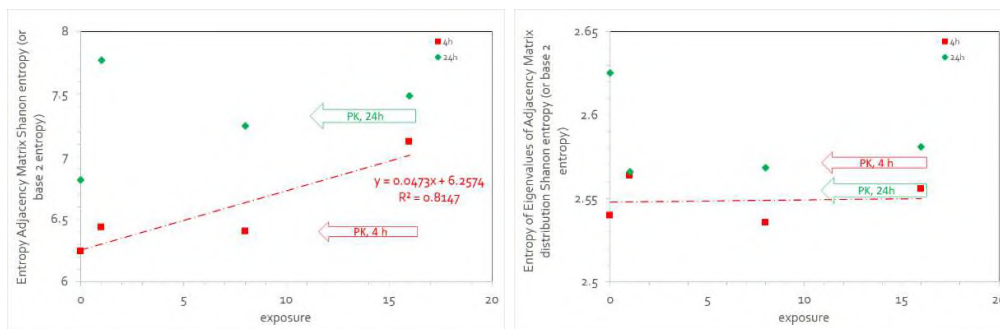 Entropy Adjacency Matrix Shanon entropy (or
base 2 entropy)
8
7.5
7
6.5
6
4h
24h
PK, 24h
y = 0.0473x + 6.2574
R² = 0.8147
PK, 4 h
0
5
10
15
20
exposure
Entropy of Eigenvalues of Adjacency Matrix
distribution Shanon entropy (or base 2
entropy)
2.65
2.6
2.55
2.5
4h
24h
PK, 4 h
PK, 24h
0
5
10
15
20
exposure